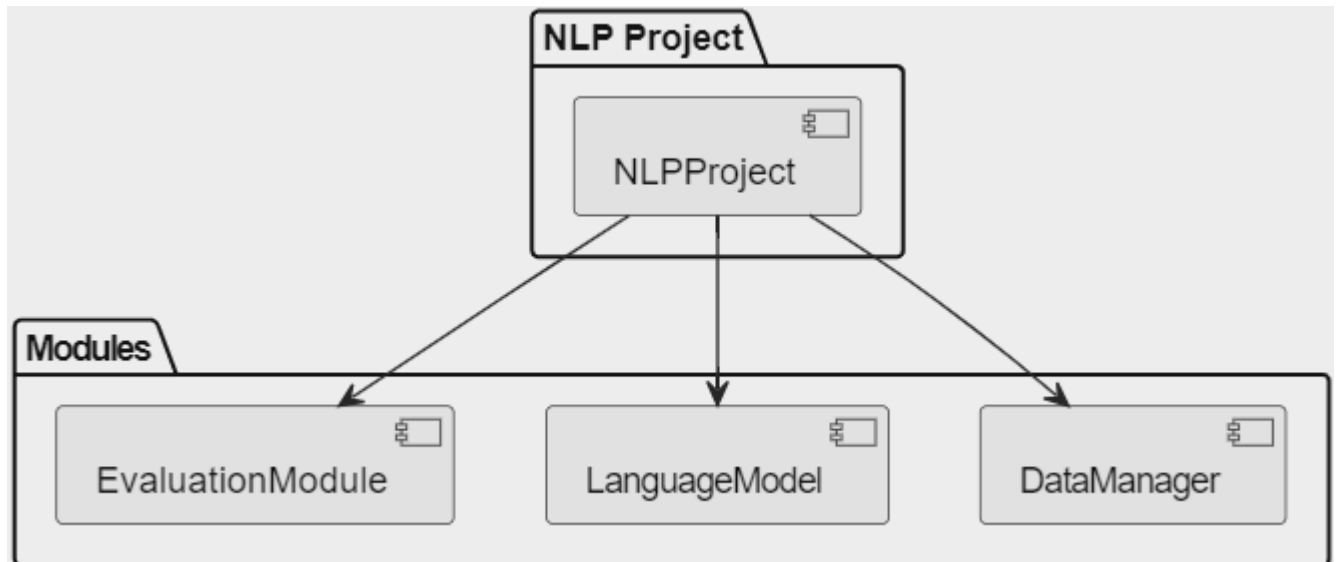 NLP Project
NLPProject
Modules
EvaluationModule
LanguageModel
DataManager